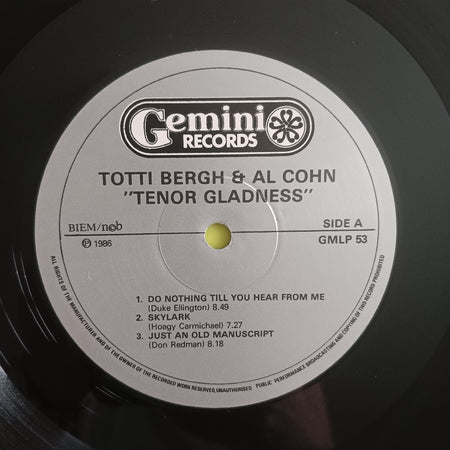 Gemini
RECORDS
TOTTI BERGH & AL COHN
"TENOR GLADNESS"
BIEM/ncb
SIDE A
℗ 1986
GMLP 53
1. DO NOTHING TILL YOU HEAR FROM ME
(Duke Ellington) 8.49
2. SKYLARK
(Hoagy Carmichael) 7.27
3. JUST AN OLD MANUSCRIPT
(Don Redman) 8.18
ALL RIGHTS OF THE MANUFACTURER AND OF THE OWNER OF THE RECORDED WORK RESERVED, UNAUTHORISED PUBLIC PERFORMANCE BROADCASTING AND COPYING OF THIS RECORD PROHIBITED